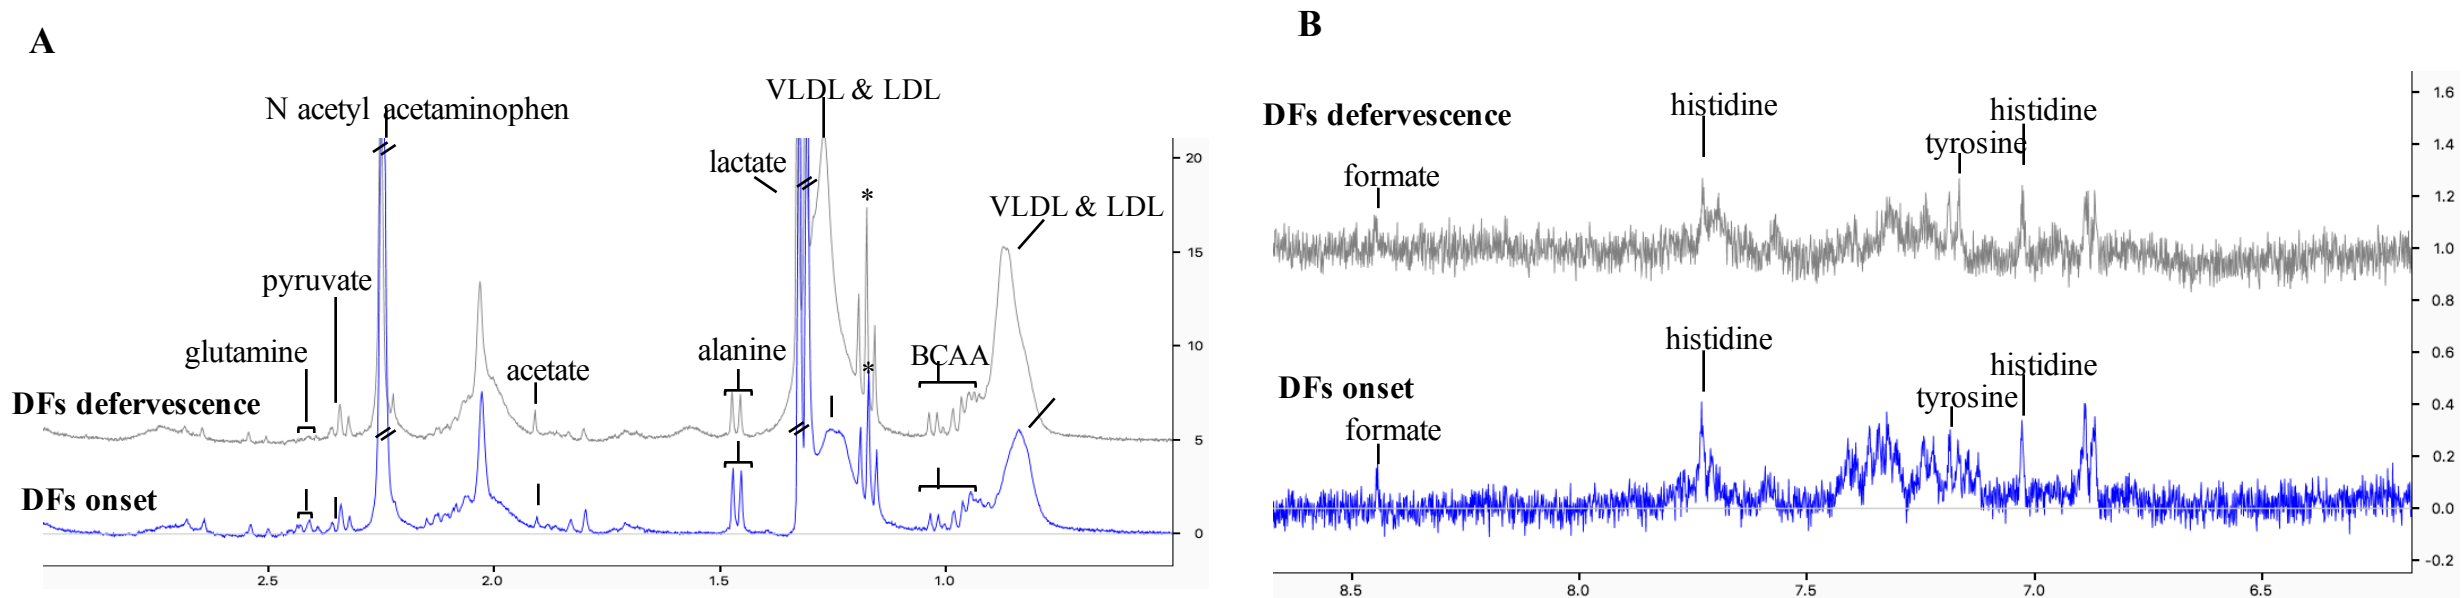 A
N acetyl acetaminophen
VLDL & LDL
lactate
*
VLDL & LDL
pyruvate
glutamine
acetate
alanine
BCAA
*
DFs defervescence
DFs onset
20
15
10
5
0
2.5
2.0
1.5
1.0
B
DFs defervescence
histidine
histidine
tyrosine
formate
histidine
histidine
DFs onset
tyrosine
formate
1.6
1.4
1.2
1.0
0.8
0.6
0.4
0.2
0.0
-0.2
8.5
8.0
7.5
7.0
6.5